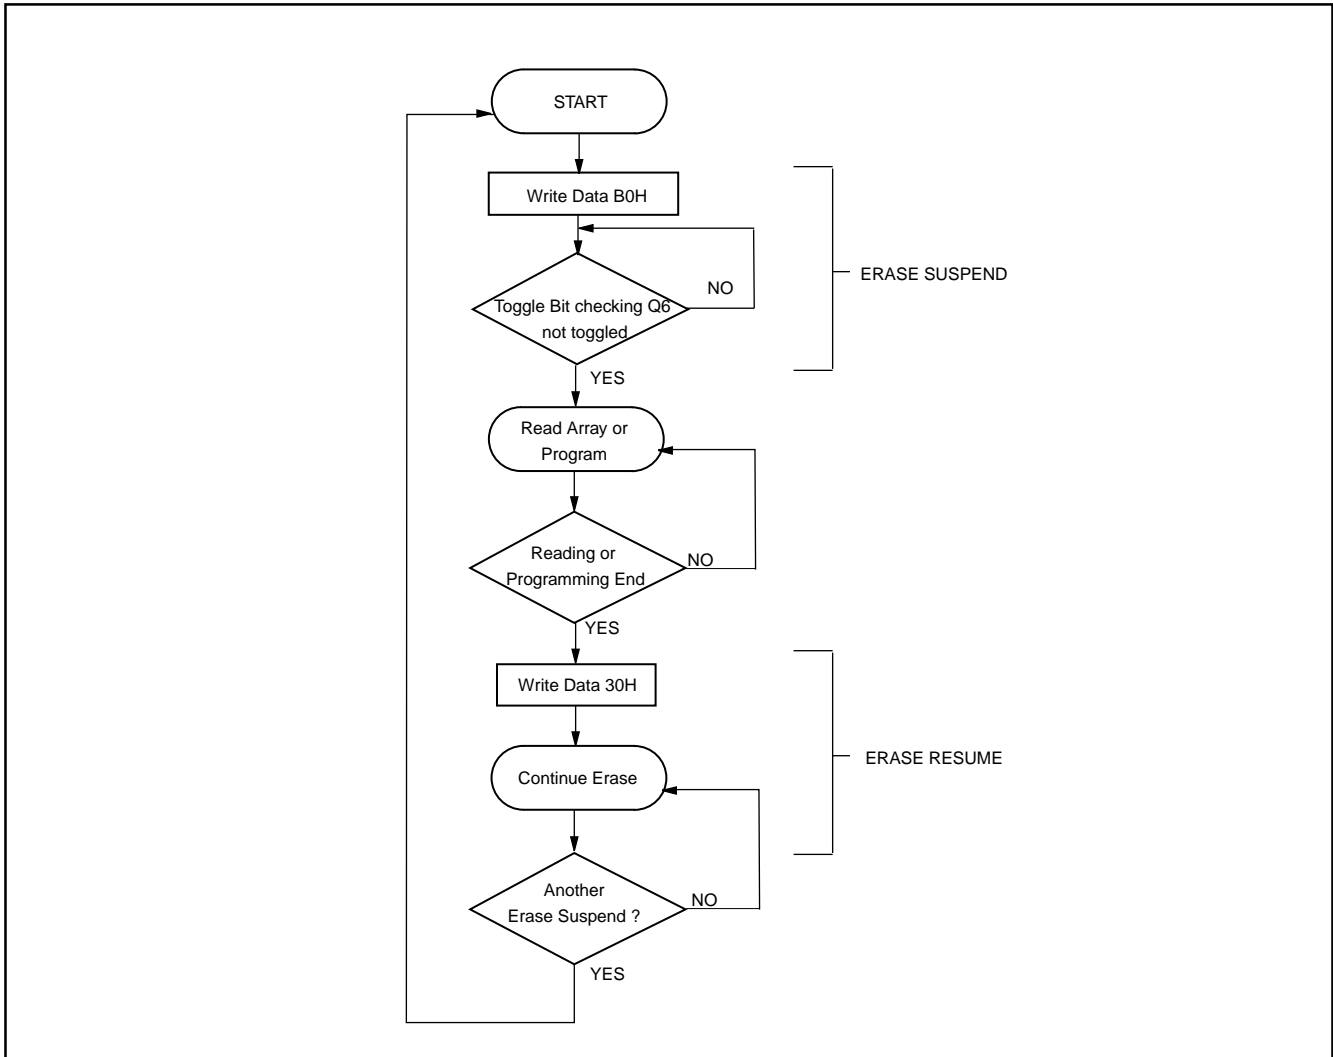 START
Write Data B0H
ERASE SUSPEND
NO
Toggle Bit checking Q6
not toggled
YES
Read Array or
Program
Reading or
Programming End
NO
YES
Write Data 30H
ERASE RESUME
Continue Erase
Another
Erase Suspend ?
NO
YES